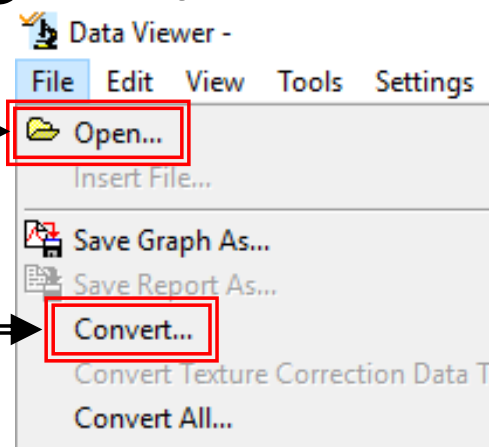 Data Viewer -
File Edit View Tools Settings
Open...
Insert File...
Save Graph As...
Save Report As...
Convert...
Convert Texture Correction Data T
Convert All...